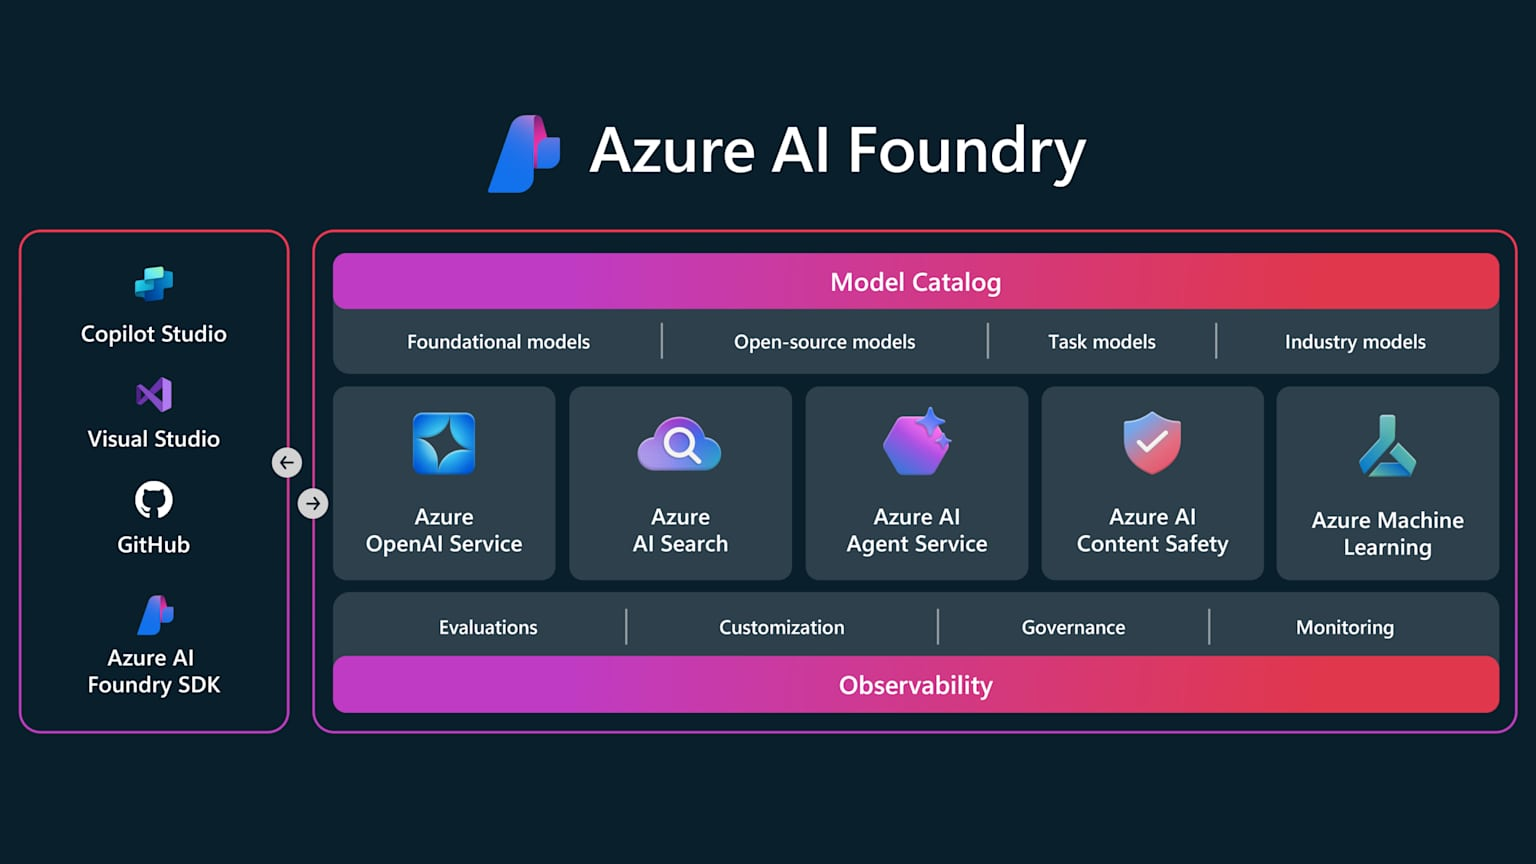 Azure AI Foundry
Copilot Studio
Visual Studio
GitHub
Azure AI
Foundry SDK
Model Catalog
Foundational models
Open-source models
Task models
Industry models
Azure
OpenAI Service
Azure
AI Search
Azure AI
Agent Service
Azure AI
Content Safety
Azure Machine
Learning
Evaluations
Customization
Governance
Monitoring
Observability